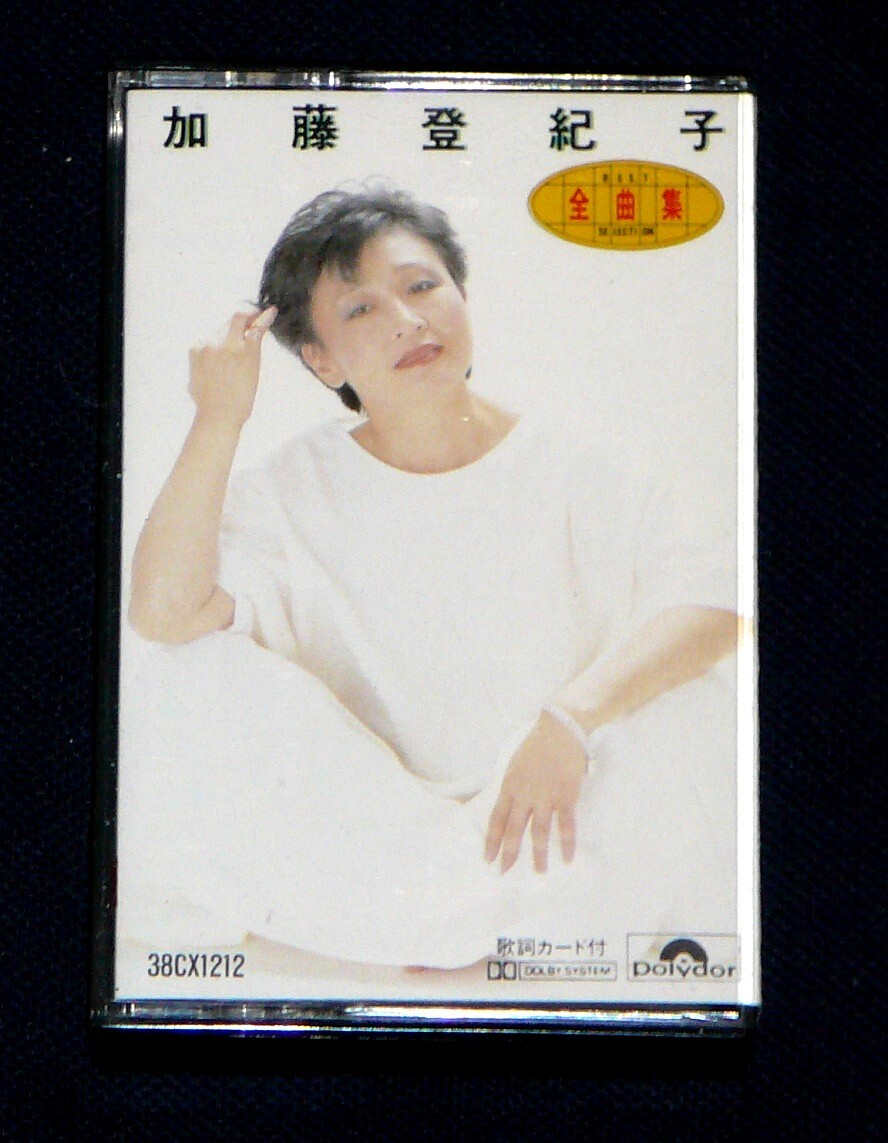 加藤登紀子
BEST
全曲集
SELECTION
歌詞カード付
38CX1212
DOLBY SYSTEM
Polydor